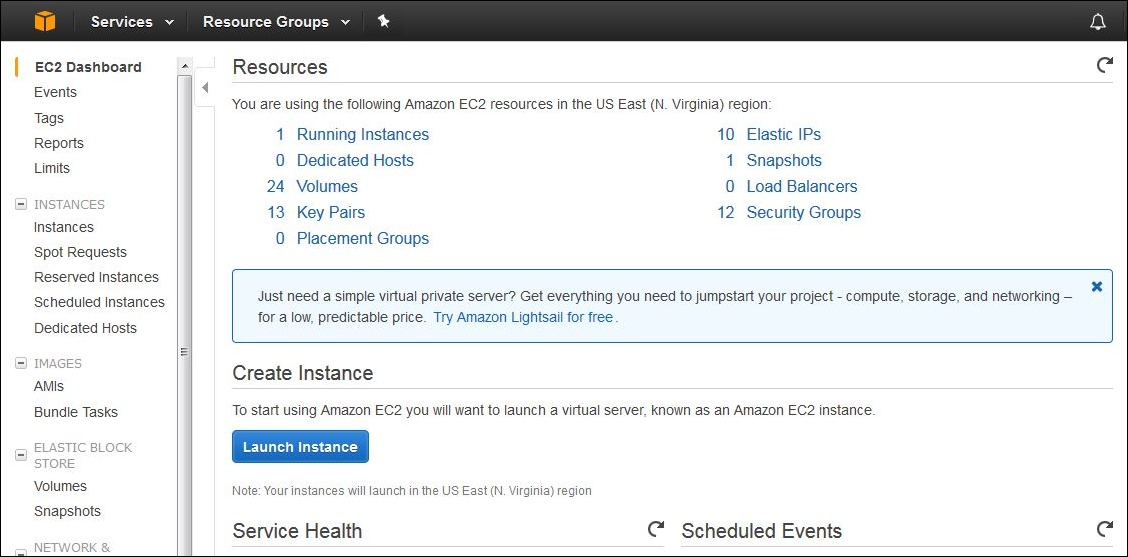 Services
Resource Groups
EC2 Dashboard
Events
Tags
Reports
Limits
INSTANCES
Instances
Spot Requests
Reserved Instances
Scheduled Instances
Dedicated Hosts
IMAGES
AMIs
Bundle Tasks
ELASTIC BLOCK
STORE
Volumes
Snapshots
NETWORK &
Resources
You are using the following Amazon EC2 resources in the US East (N. Virginia) region:
1 Running Instances
0 Dedicated Hosts
24 Volumes
13 Key Pairs
0 Placement Groups
10 Elastic IPs
1 Snapshots
0 Load Balancers
12 Security Groups
Just need a simple virtual private server? Get everything you need to jumpstart your project - compute, storage, and networking –
for a low, predictable price. Try Amazon Lightsail for free.
Create Instance
To start using Amazon EC2 you will want to launch a virtual server, known as an Amazon EC2 instance.
Launch Instance
Note: Your instances will launch in the US East (N. Virginia) region
Service Health
Scheduled Events